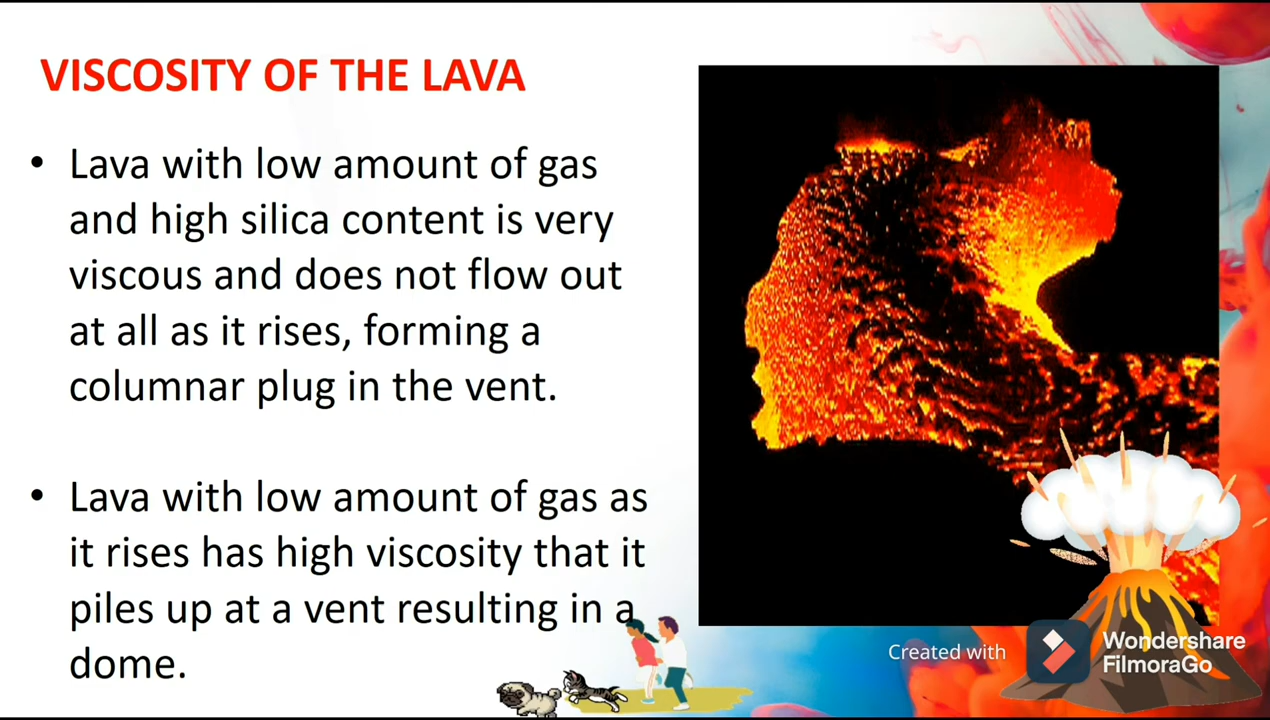 VISCOSITY OF THE LAVA
• Lava with low amount of gas
and high silica content is very
viscous and does not flow out
at all as it rises, forming a
columnar plug in the vent.
• Lava with low amount of gas as
it rises has high viscosity that it
piles up at a vent resulting in a
dome.
Created with
Wondershare
FilmoraGo